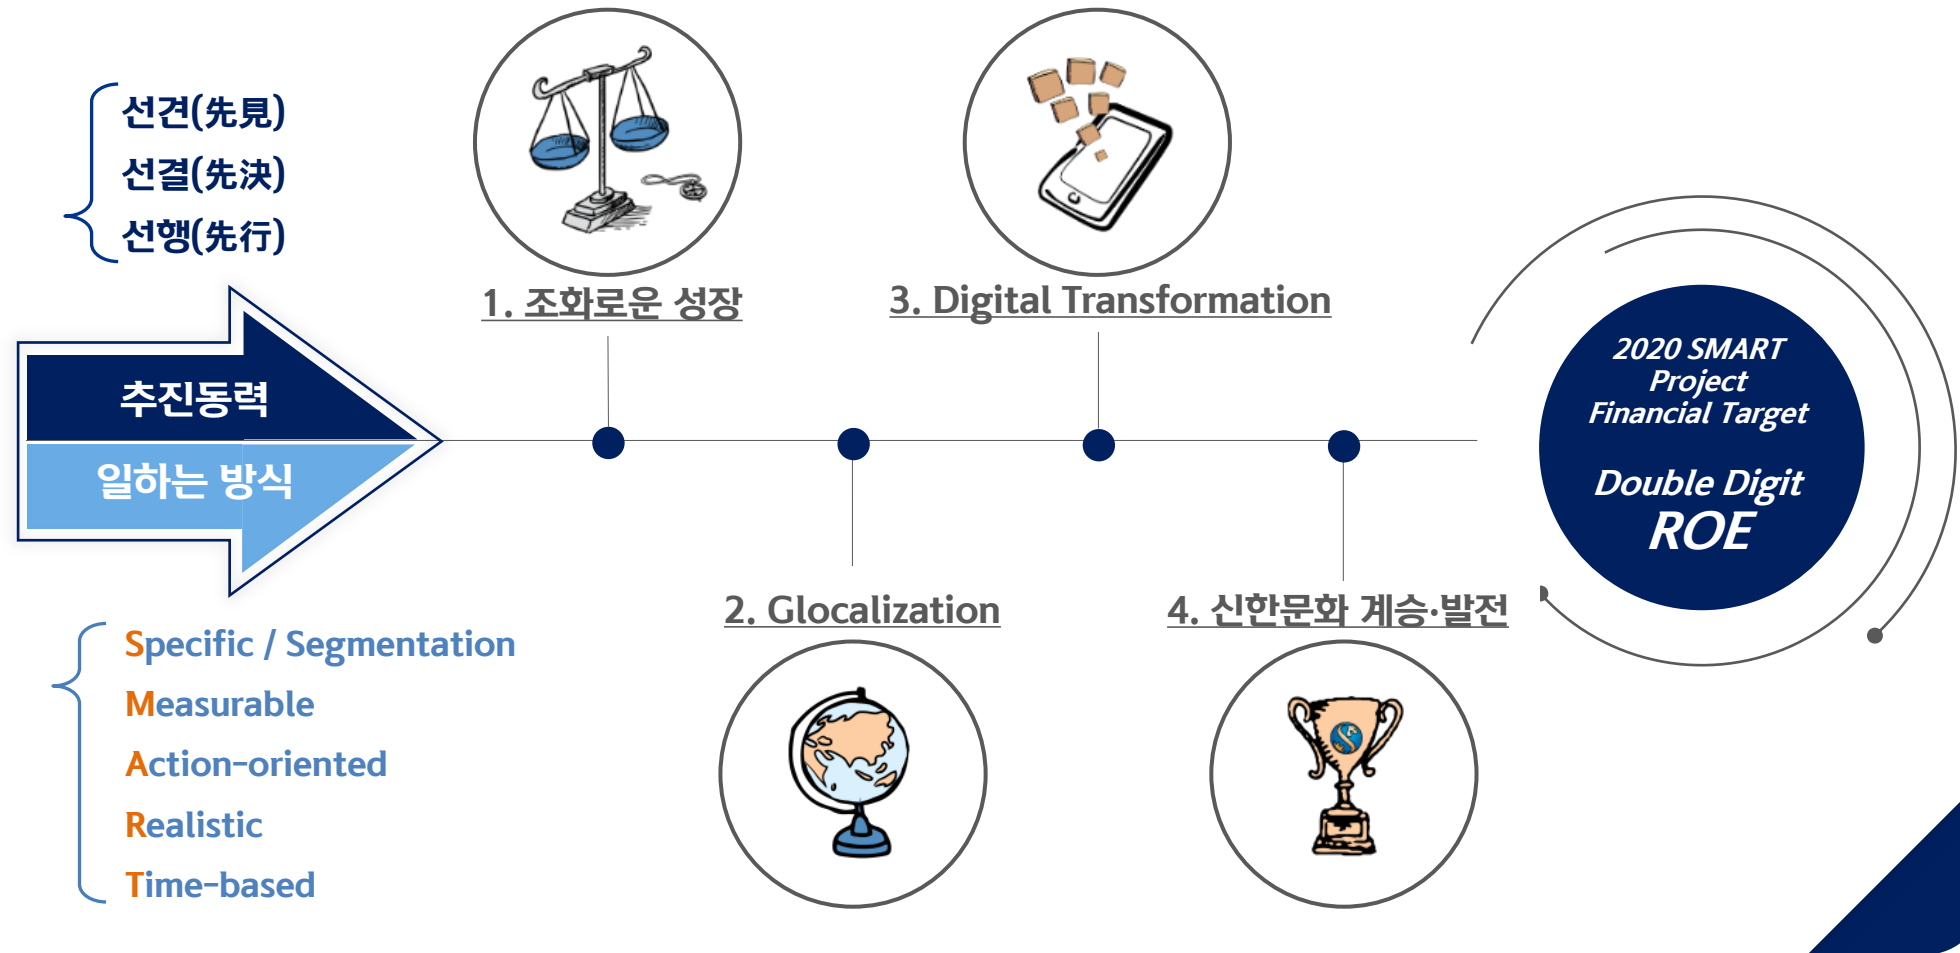 선견(先見)
선결(先決)
선행(先行)
추진동력
일하는 방식
Specific / Segmentation
Measurable
Action-oriented
Realistic
Time-based
1. 조화로운 성장
2. Glocalization
3. Digital Transformation
4. 신한문화 계승·발전
2020 SMART
Project
Financial Target
Double Digit
ROE